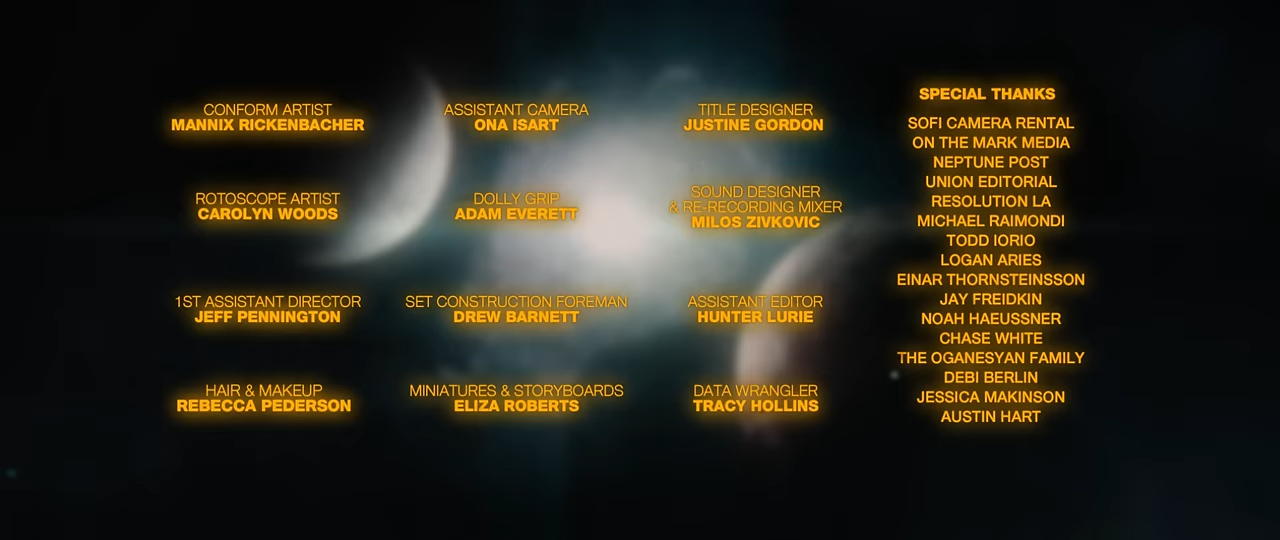 CONFORM ARTIST
MANNIX RICKENBACHER
ROTOSCOPE ARTIST
CAROLYN WOODS
1ST ASSISTANT DIRECTOR
JEFF PENNINGTON
HAIR & MAKEUP
REBECCA PEDERSON
ASSISTANT CAMERA
ONA ISART
DOLLY GRIP
ADAM EVERETT
SET CONSTRUCTION FOREMAN
DREW BARNETT
MINIATURES & STORYBOARDS
ELIZA ROBERTS
TITLE DESIGNER
JUSTINE GORDON
SOUND DESIGNER
& RE-RECORDING MIXER
MILOS ZIVKOVIC
ASSISTANT EDITOR
HUNTER LURIE
DATA WRANGLER
TRACY HOLLINS
SPECIAL THANKS
SOFI CAMERA RENTAL
ON THE MARK MEDIA
NEPTUNE POST
UNION EDITORIAL
RESOLUTION LA
MICHAEL RAIMONDI
TODD IORIO
LOGAN ARIES
EINAR THORNSTEINSSON
JAY FREIDKIN
NOAH HAEUSSNER
CHASE WHITE
THE OGANESYAN FAMILY
DEBI BERLIN
JESSICA MAKINSON
AUSTIN HART